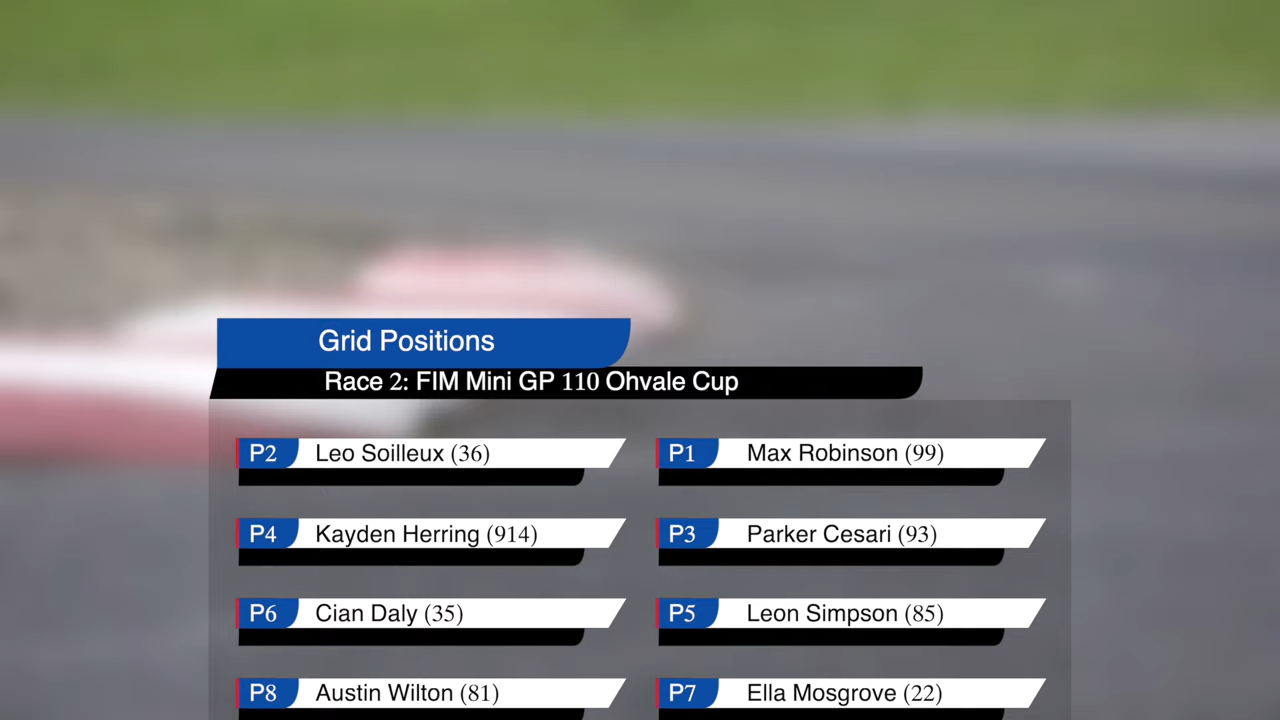 Grid Positions
Race 2: FIM Mini GP 110 Ohvale Cup
P2 Leo Soilleux (36)
P1 Max Robinson (99)
P4 Kayden Herring (914)
P3 Parker Cesari (93)
P6 Cian Daly (35)
P5 Leon Simpson (85)
P8 Austin Wilton (81)
P7 Ella Mosgrove (22)